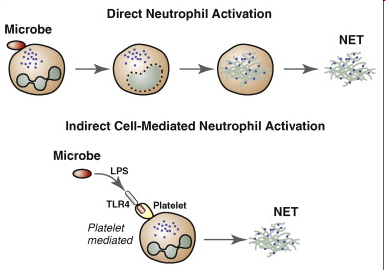 Direct Neutrophil Activation
Microbe
NET
Indirect Cell-Mediated Neutrophil Activation
Microbe
LPS
TLR4
Platelet
Platelet
mediated
NET